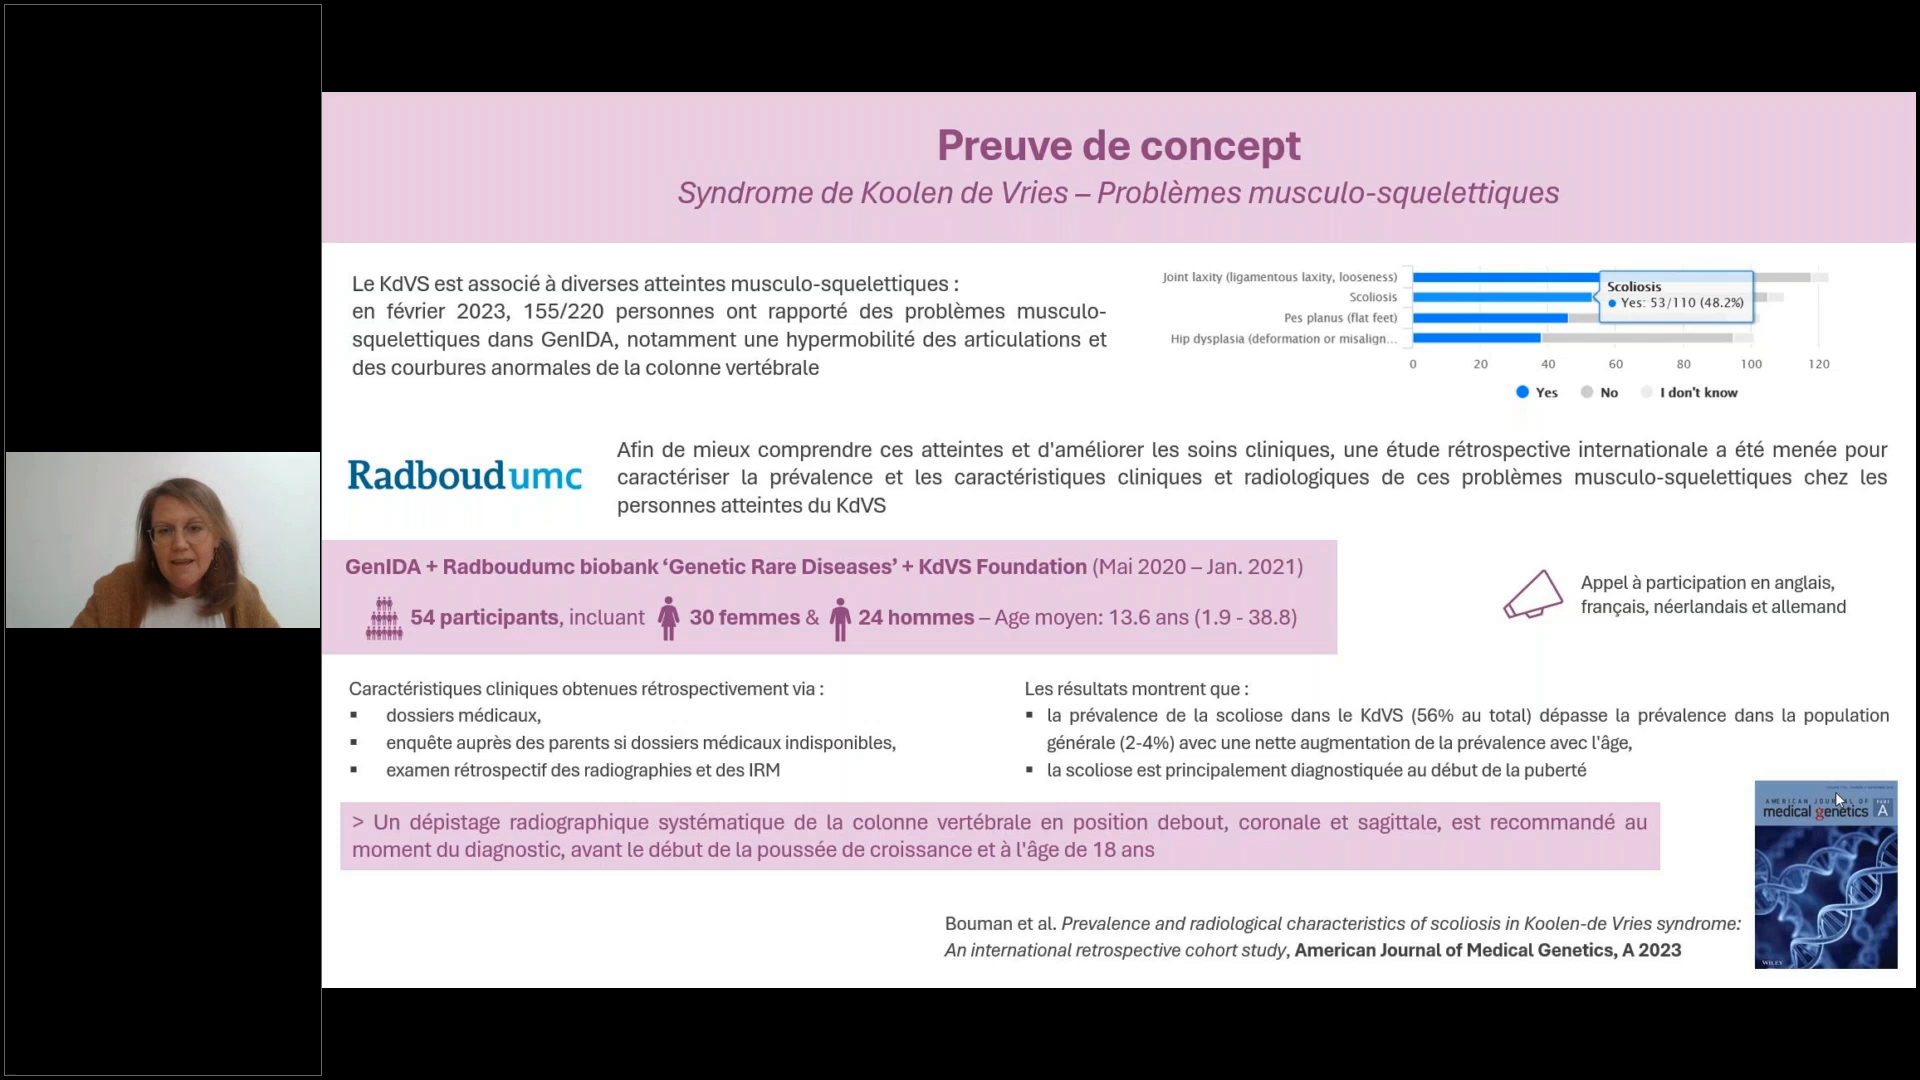 Preuve de concept
Syndrome de Koolen de Vries – Problèmes musculo-squelettiques
Le KdVS est associé à diverses atteintes musculo-squelettiques :
en février 2023, 155/220 personnes ont rapporté des problèmes musculo-
squelettiques dans GenIDA, notamment une hypermobilité des articulations et
des courbures anormales de la colonne vertébrale
Joint laxity (ligamentous laxity, looseness)
Scoliosis
Pes planus (flat feet)
Hip dysplasia (deformation or misalign...
Scoliosis
Yes: 53/110 (48.2%)
0 20 40 60 80 100 120
Yes No I don't know
Radboudumc
Afin de mieux comprendre ces atteintes et d'améliorer les soins cliniques, une étude rétrospective internationale a été menée pour
caractériser la prévalence et les caractéristiques cliniques et radiologiques de ces problèmes musculo-squelettiques chez les
personnes atteintes du KdVS
GenIDA + Radboudumc biobank ‘Genetic Rare Diseases’ + KdVS Foundation (Mai 2020 – Jan. 2021)
54 participants, incluant 30 femmes & 24 hommes – Age moyen: 13.6 ans (1.9 - 38.8)
Appel à participation en anglais,
français, néerlandais et allemand
Caractéristiques cliniques obtenues rétrospectivement via :
▪ dossiers médicaux,
▪ enquête auprès des parents si dossiers médicaux indisponibles,
▪ examen rétrospectif des radiographies et des IRM
Les résultats montrent que :
▪ la prévalence de la scoliose dans le KdVS (56% au total) dépasse la prévalence dans la population
générale (2-4%) avec une nette augmentation de la prévalence avec l'âge,
▪ la scoliose est principalement diagnostiquée au début de la puberté
> Un dépistage radiographique systématique de la colonne vertébrale en position debout, coronale et sagittale, est recommandé au
moment du diagnostic, avant le début de la poussée de croissance et à l'âge de 18 ans
AMERICAN JOURNAL OF
medical genetics
PART
A
WILEY
Bouman et al. Prevalence and radiological characteristics of scoliosis in Koolen-de Vries syndrome:
An international retrospective cohort study, American Journal of Medical Genetics, A 2023